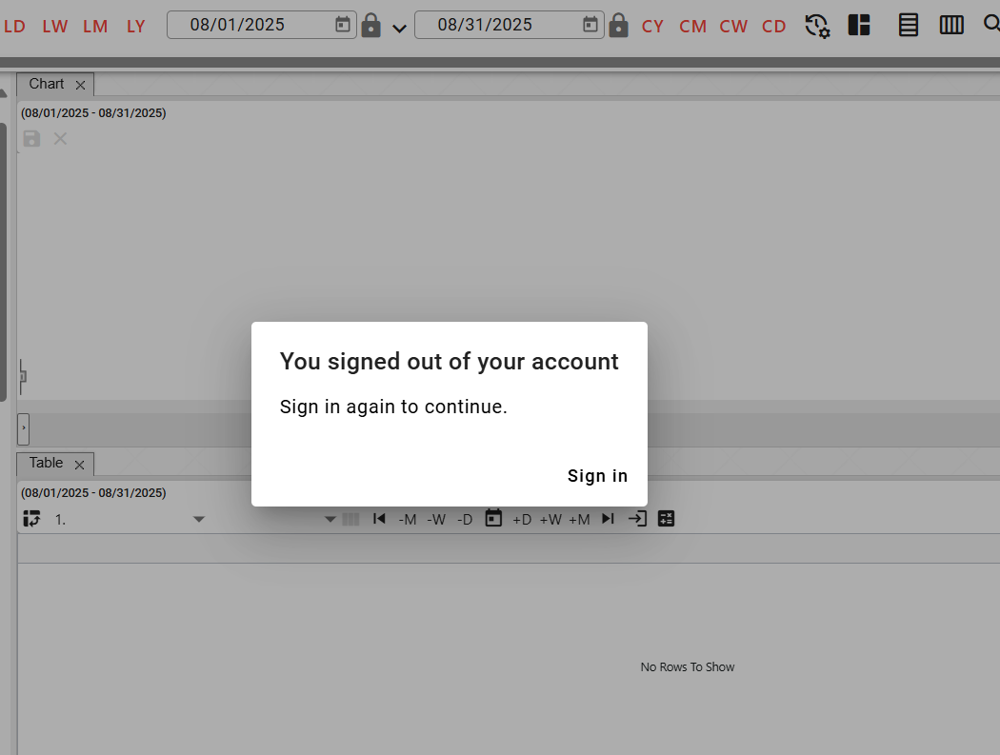 LD LW LM LY 08/01/2025 08/31/2025 CY CM CW CD
Chart
(08/01/2025 - 08/31/2025)
You signed out of your account
Sign in again to continue.
Sign in
Table
(08/01/2025 - 08/31/2025)
1. -M -W -D +D +W +M
No Rows To Show